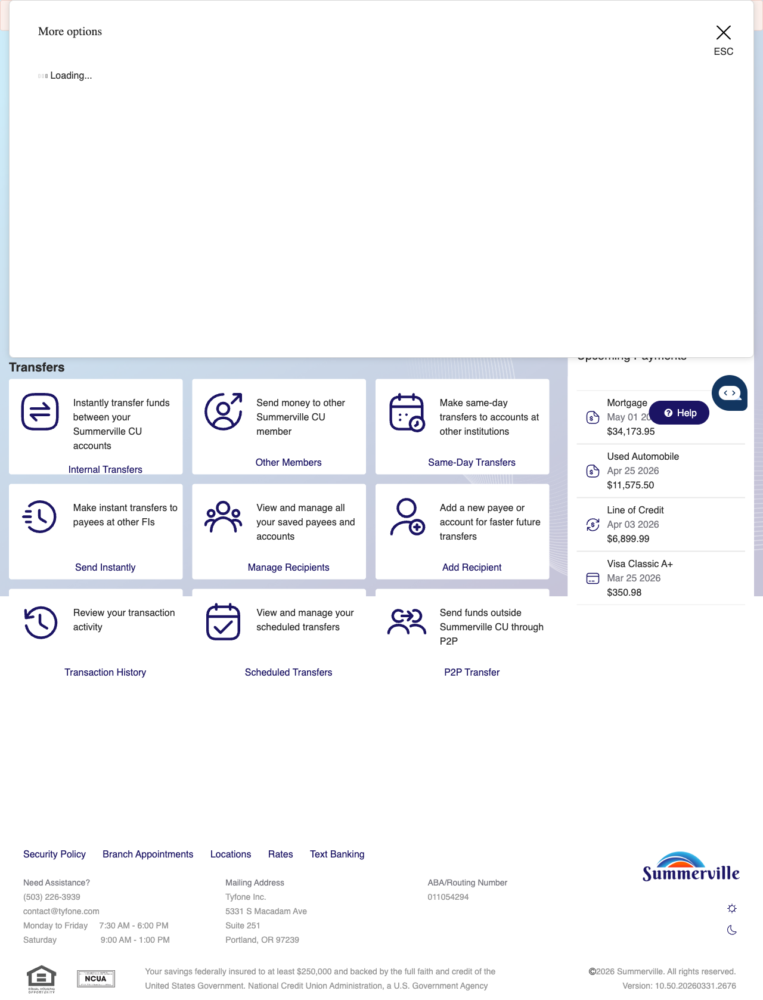 More options
ESC
Loading...
Transfers
Instantly transfer funds
between your
Summerville CU
accounts
Internal Transfers
Send money to other
Summerville CU
member
Other Members
Make same-day
transfers to accounts at
other institutions
Same-Day Transfers
Make instant transfers to
payees at other FIs
Send Instantly
View and manage all
your saved payees and
accounts
Manage Recipients
Add a new payee or
account for faster future
transfers
Add Recipient
Review your transaction
activity
Transaction History
View and manage your
scheduled transfers
Scheduled Transfers
Send funds outside
Summerville CU through
P2P
P2P Transfer
Upcoming Payments
Mortgage
May 01 20
$34,173.95
Help
Used Automobile
Apr 25 2026
$11,575.50
Line of Credit
Apr 03 2026
$6,899.99
Visa Classic A+
Mar 25 2026
$350.98
Security Policy Branch Appointments Locations Rates Text Banking
Summerville
Need Assistance?
(503) 226-3939
contact@tyfone.com
Monday to Friday 7:30 AM - 6:00 PM
Saturday 9:00 AM - 1:00 PM
Mailing Address
Tyfone Inc.
5331 S Macadam Ave
Suite 251
Portland, OR 97239
ABA/Routing Number
011054294
EQUAL HOUSING
OPPORTUNITY
NCUA
Your savings federally insured to at least $250,000 and backed by the full faith and credit of the
United States Government. National Credit Union Administration, a U.S. Government Agency
©2026 Summerville. All rights reserved.
Version: 10.50.20260331.2676